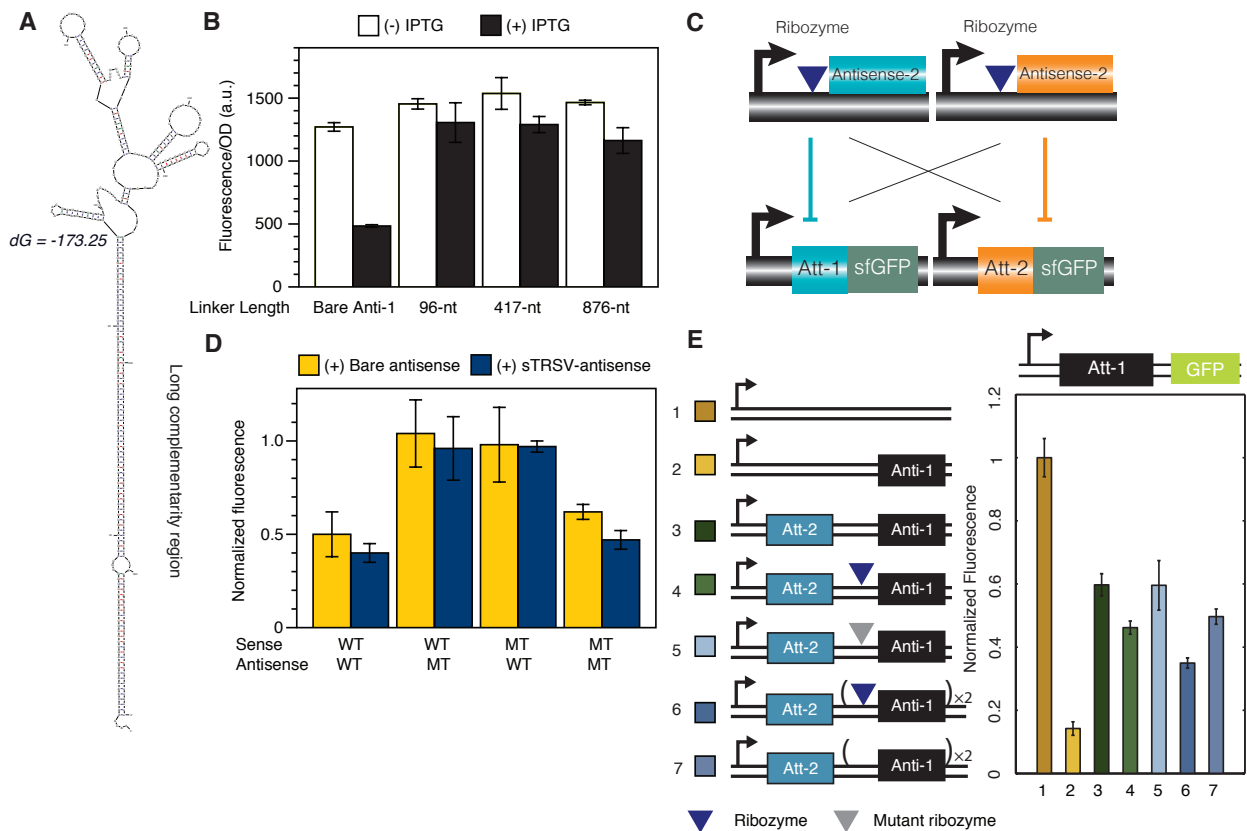 A
dG = -173.25
Long complementarity region
B
(-) IPTG
(+) IPTG
Fluorescence/OD (a.u.)
1500
1000
500
0
Linker Length
Bare Anti-1
96-nt
417-nt
876-nt
C
Ribozyme
Ribozyme
Antisense-2
Antisense-2
Att-1
sfGFP
Att-2
sfGFP
D
(+) Bare antisense
(+) sTRSV-antisense
Normalized fluorescence
1.0
0.5
0
Sense WT WT MT MT
Antisense WT MT WT MT
E
1
2
Anti-1
3
Att-2
Anti-1
4
Att-2
Anti-1
5
Att-2
Anti-1
6
Att-2
( Anti-1 )×2
7
Att-2
( Anti-1 )×2
Ribozyme
Mutant ribozyme
Att-1
GFP
Normalized Fluorescence
1.2
1
0.8
0.6
0.4
0.2
0
1 2 3 4 5 6 7